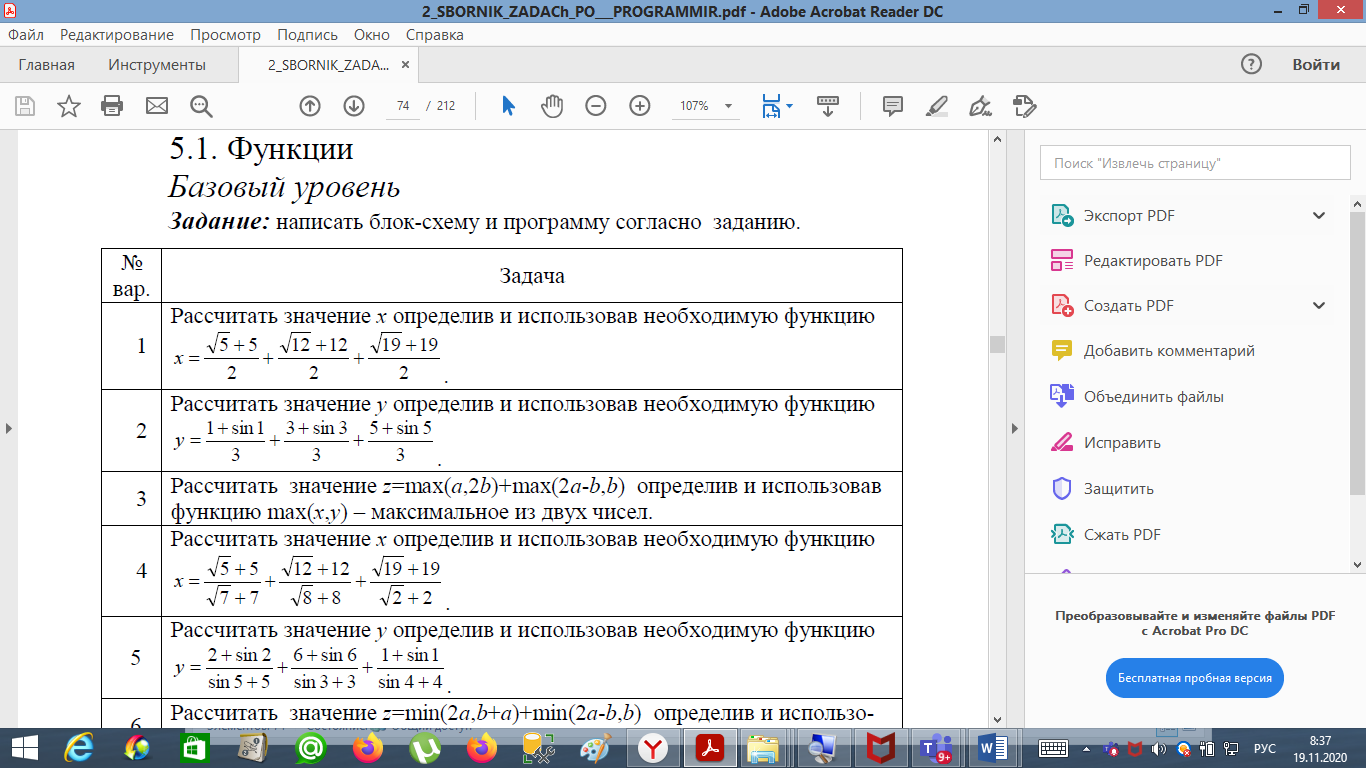 2_SBORNIK_ZADACh_PO___PROGRAMMIR.pdf - Adobe Acrobat Reader DC
Файл Редактирование Просмотр Подпись Окно Справка
Главная Инструменты 2_SBORNIK_ZADA... × Войти
74 / 212 107%
5.1. Функции
Базовый уровень
Задание: написать блок-схему и программу согласно заданию.
№ вар. Задача
1 Рассчитать значение x определив и использовав необходимую функцию
x = (√5 + 5)/2 + (√12 + 12)/2 + (√19 + 19)/2 .
2 Рассчитать значение y определив и использовав необходимую функцию
y = (1 + sin 1)/3 + (3 + sin 3)/3 + (5 + sin 5)/3 .
3 Рассчитать значение z=max(a,2b)+max(2a-b,b) определив и использовав
функцию max(x,y) – максимальное из двух чисел.
4 Рассчитать значение x определив и использовав необходимую функцию
x = (√5 + 5)/(√7 + 7) + (√12 + 12)/(√8 + 8) + (√19 + 19)/(√2 + 2) .
5 Рассчитать значение y определив и использовав необходимую функцию
y = (2 + sin 2)/(sin 5 + 5) + (6 + sin 6)/(sin 3 + 3) + (1 + sin 1)/(sin 4 + 4) .
6 Рассчитать значение z=min(2a,b+a)+min(2a-b,b) определив и использо-
Поиск "Извлечь страницу"
Экспорт PDF
Редактировать PDF
Создать PDF
Добавить комментарий
Объединить файлы
Исправить
Защитить
Сжать PDF
Преобразовывайте и изменяйте файлы PDF
с Acrobat Pro DC
Бесплатная пробная версия
9+
РУС
8:37
19.11.2020